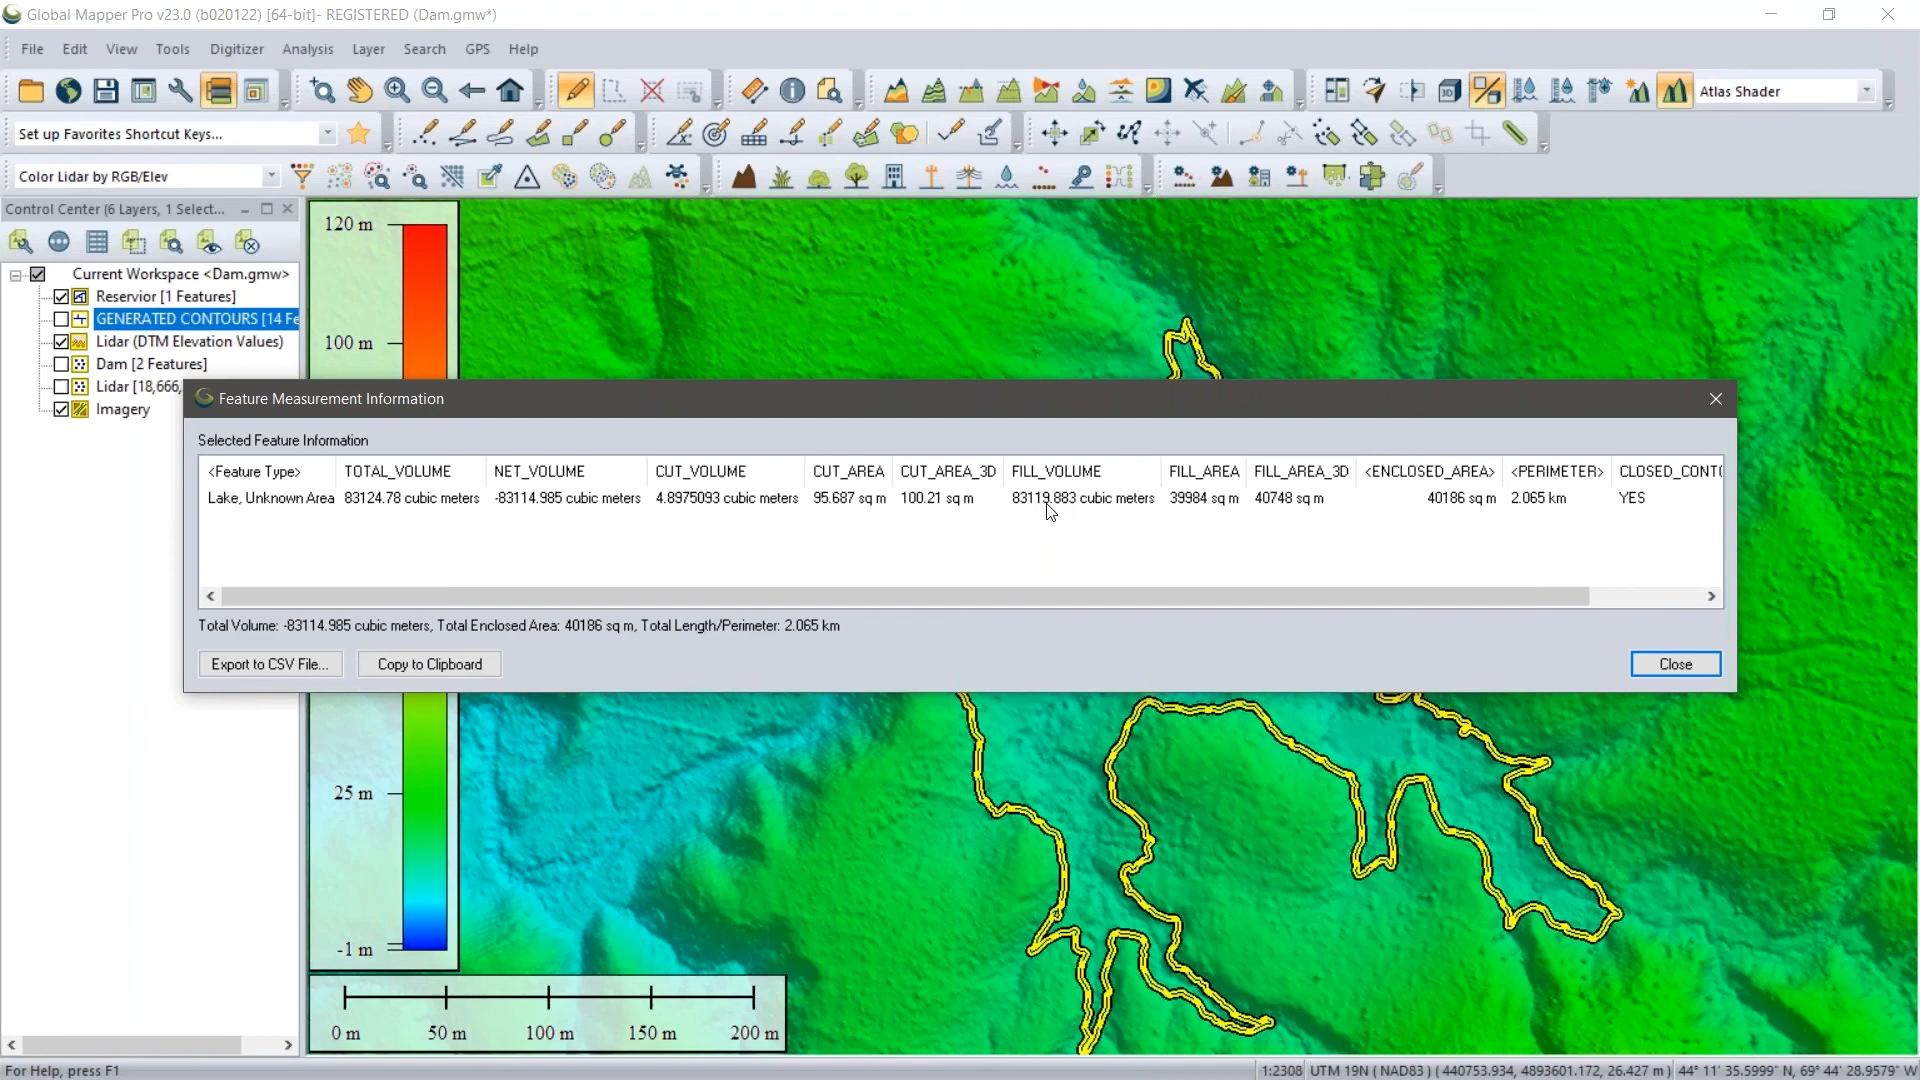 Global Mapper Pro v23.0 (b020122) [64-bit]- REGISTERED (Dam.gmw*)
File Edit View Tools Digitizer Analysis Layer Search GPS Help
Atlas Shader
Set up Favorites Shortcut Keys...
Color Lidar by RGB/Elev
Control Center (6 Layers, 1 Select...
Current Workspace <Dam.gmw>
Reservior [1 Features]
GENERATED CONTOURS [14 Fe
Lidar (DTM Elevation Values)
Dam [2 Features]
Lidar [18,666,
Imagery
120 m
100 m
Feature Measurement Information
Selected Feature Information
<Feature Type> TOTAL_VOLUME NET_VOLUME CUT_VOLUME CUT_AREA CUT_AREA_3D FILL_VOLUME FILL_AREA FILL_AREA_3D <ENCLOSED_AREA> <PERIMETER> CLOSED_CONT
Lake, Unknown Area 83124.78 cubic meters -83114.985 cubic meters 4.8975093 cubic meters 95.687 sq m 100.21 sq m 83119.883 cubic meters 39984 sq m 40748 sq m 40186 sq m 2.065 km YES
Total Volume: -83114.985 cubic meters, Total Enclosed Area: 40186 sq m, Total Length/Perimeter: 2.065 km
Export to CSV File... Copy to Clipboard Close
25 m
-1 m
0 m 50 m 100 m 150 m 200 m
For Help, press F1
1:2308 UTM 19N ( NAD83 ) ( 440753.934, 4893601.172, 26.427 m ) 44° 11' 35.5999" N, 69° 44' 28.9579" W